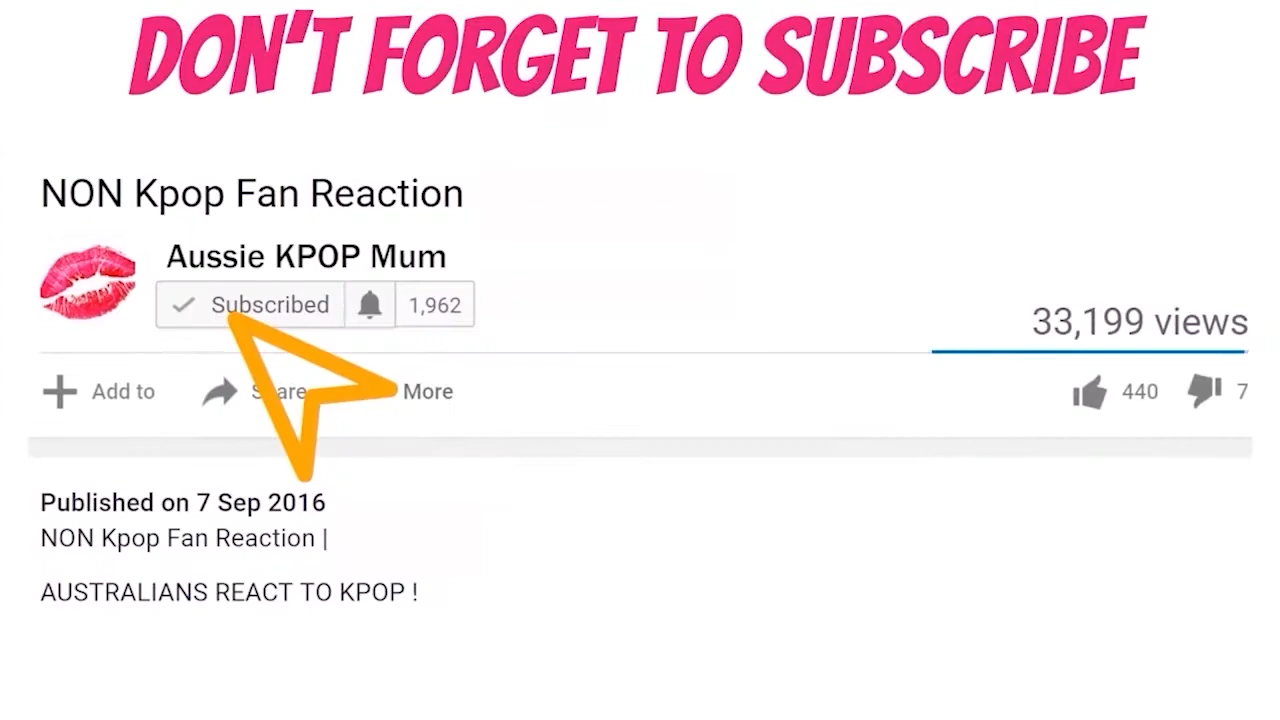 DON'T FORGET TO SUBSCRIBE
NON Kpop Fan Reaction
Aussie KPOP Mum
Subscribed 1,962
33,199 views
Add to Share More
440 7
Published on 7 Sep 2016
NON Kpop Fan Reaction |
AUSTRALIANS REACT TO KPOP !